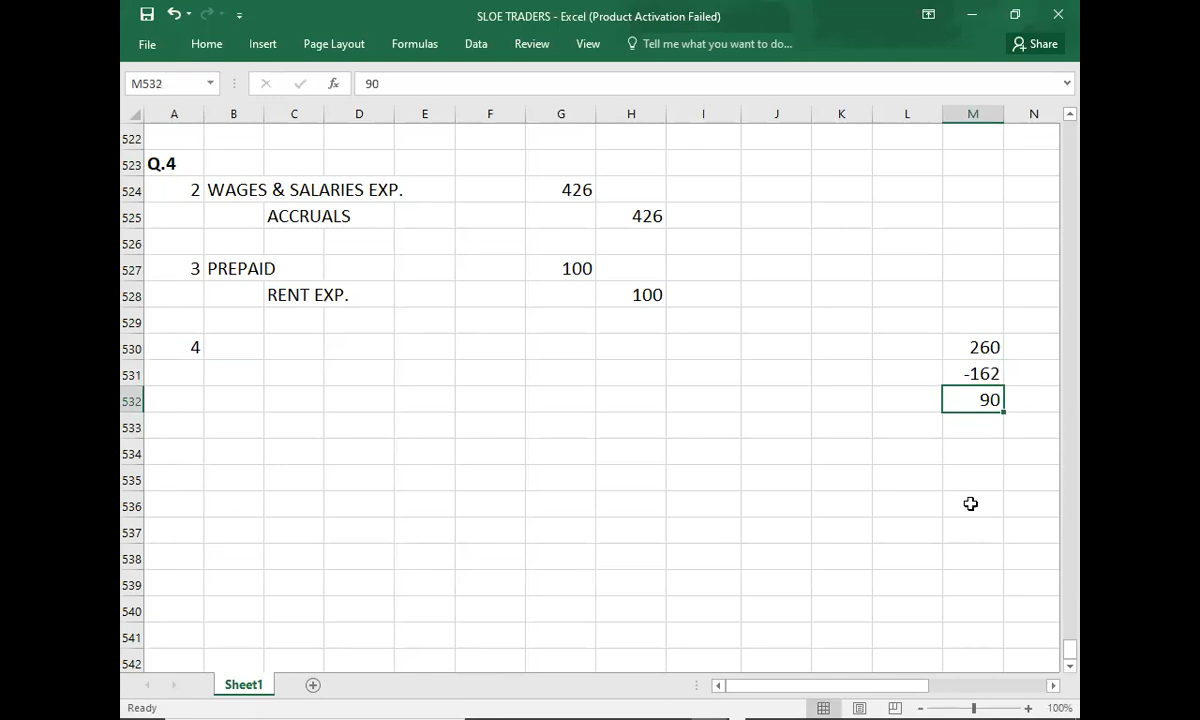 SLOE TRADERS - Excel (Product Activation Failed)
File Home Insert Page Layout Formulas Data Review View Tell me what you want to do... Share
M532 fx 90
A B C D E F G H I J K L M N
522
523 Q.4
524 2 WAGES & SALARIES EXP. 426
525 ACCRUALS 426
526
527 3 PREPAID 100
528 RENT EXP. 100
529
530 4 260
531 -162
532 90
533
534
535
536
537
538
539
540
541
542
Sheet1
Ready 100%